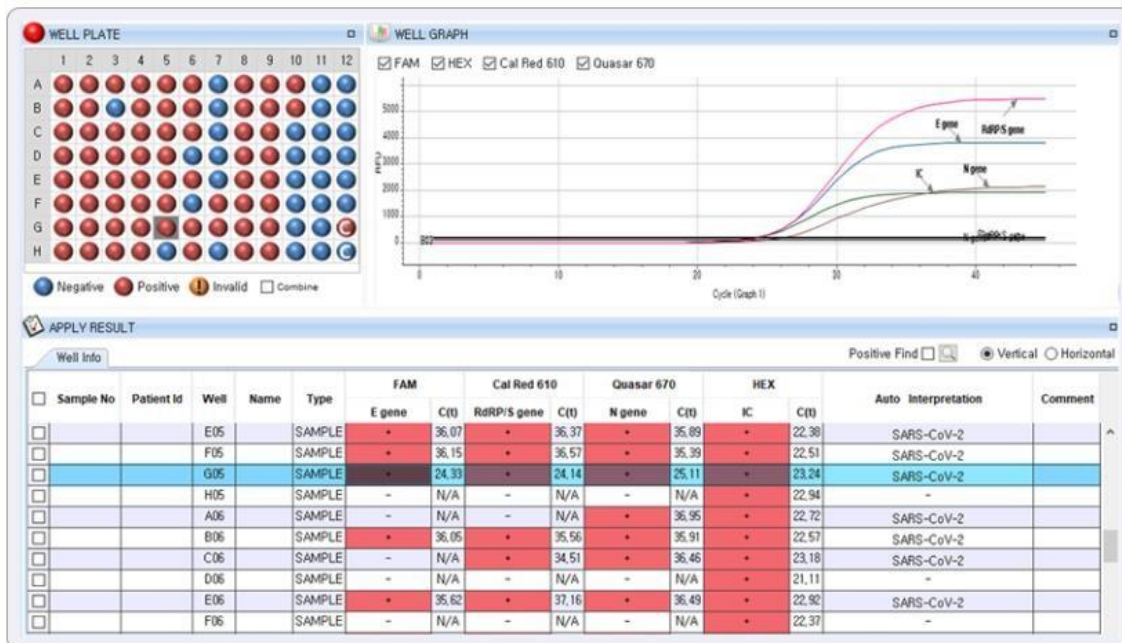 WELL PLATE
1 2 3 4 5 6 7 8 9 10 11 12
A
B
C
D
E
F
G C
H C
Negative Positive Invalid Combine
WELL GRAPH
FAM HEX Cal Red 610 Quasar 670
RFU
5000
4000
3000
2000
1000
0
E gene
RdRP/S gene
IC
N gene
0 10 20 30 40
Cycle (Graph 1)
APPLY RESULT
Well Info
Positive Find Vertical Horizontal
Sample No Patient Id Well Name Type FAM Cal Red 610 Quasar 670 HEX Auto Interpretation Comment
E gene C(t) RdRP/S gene C(t) N gene C(t) IC C(t)
E05 SAMPLE + 36,07 + 36,37 + 35,89 + 22,38 SARS-CoV-2
F05 SAMPLE + 36,15 + 36,57 + 35,39 + 22,51 SARS-CoV-2
G05 SAMPLE + 24,33 + 24,14 + 25,11 + 23,24 SARS-CoV-2
H05 SAMPLE - N/A - N/A - N/A + 22,94 -
A06 SAMPLE - N/A - N/A + 36,95 + 22,72 SARS-CoV-2
B06 SAMPLE + 36,05 + 35,56 + 35,91 + 22,57 SARS-CoV-2
C06 SAMPLE - N/A + 34,51 + 36,46 + 23,18 SARS-CoV-2
D06 SAMPLE - N/A - N/A - N/A + 21,11 -
E06 SAMPLE + 35,62 + 37,16 + 36,49 + 22,92 SARS-CoV-2
F06 SAMPLE - N/A - N/A - N/A + 22,37 -